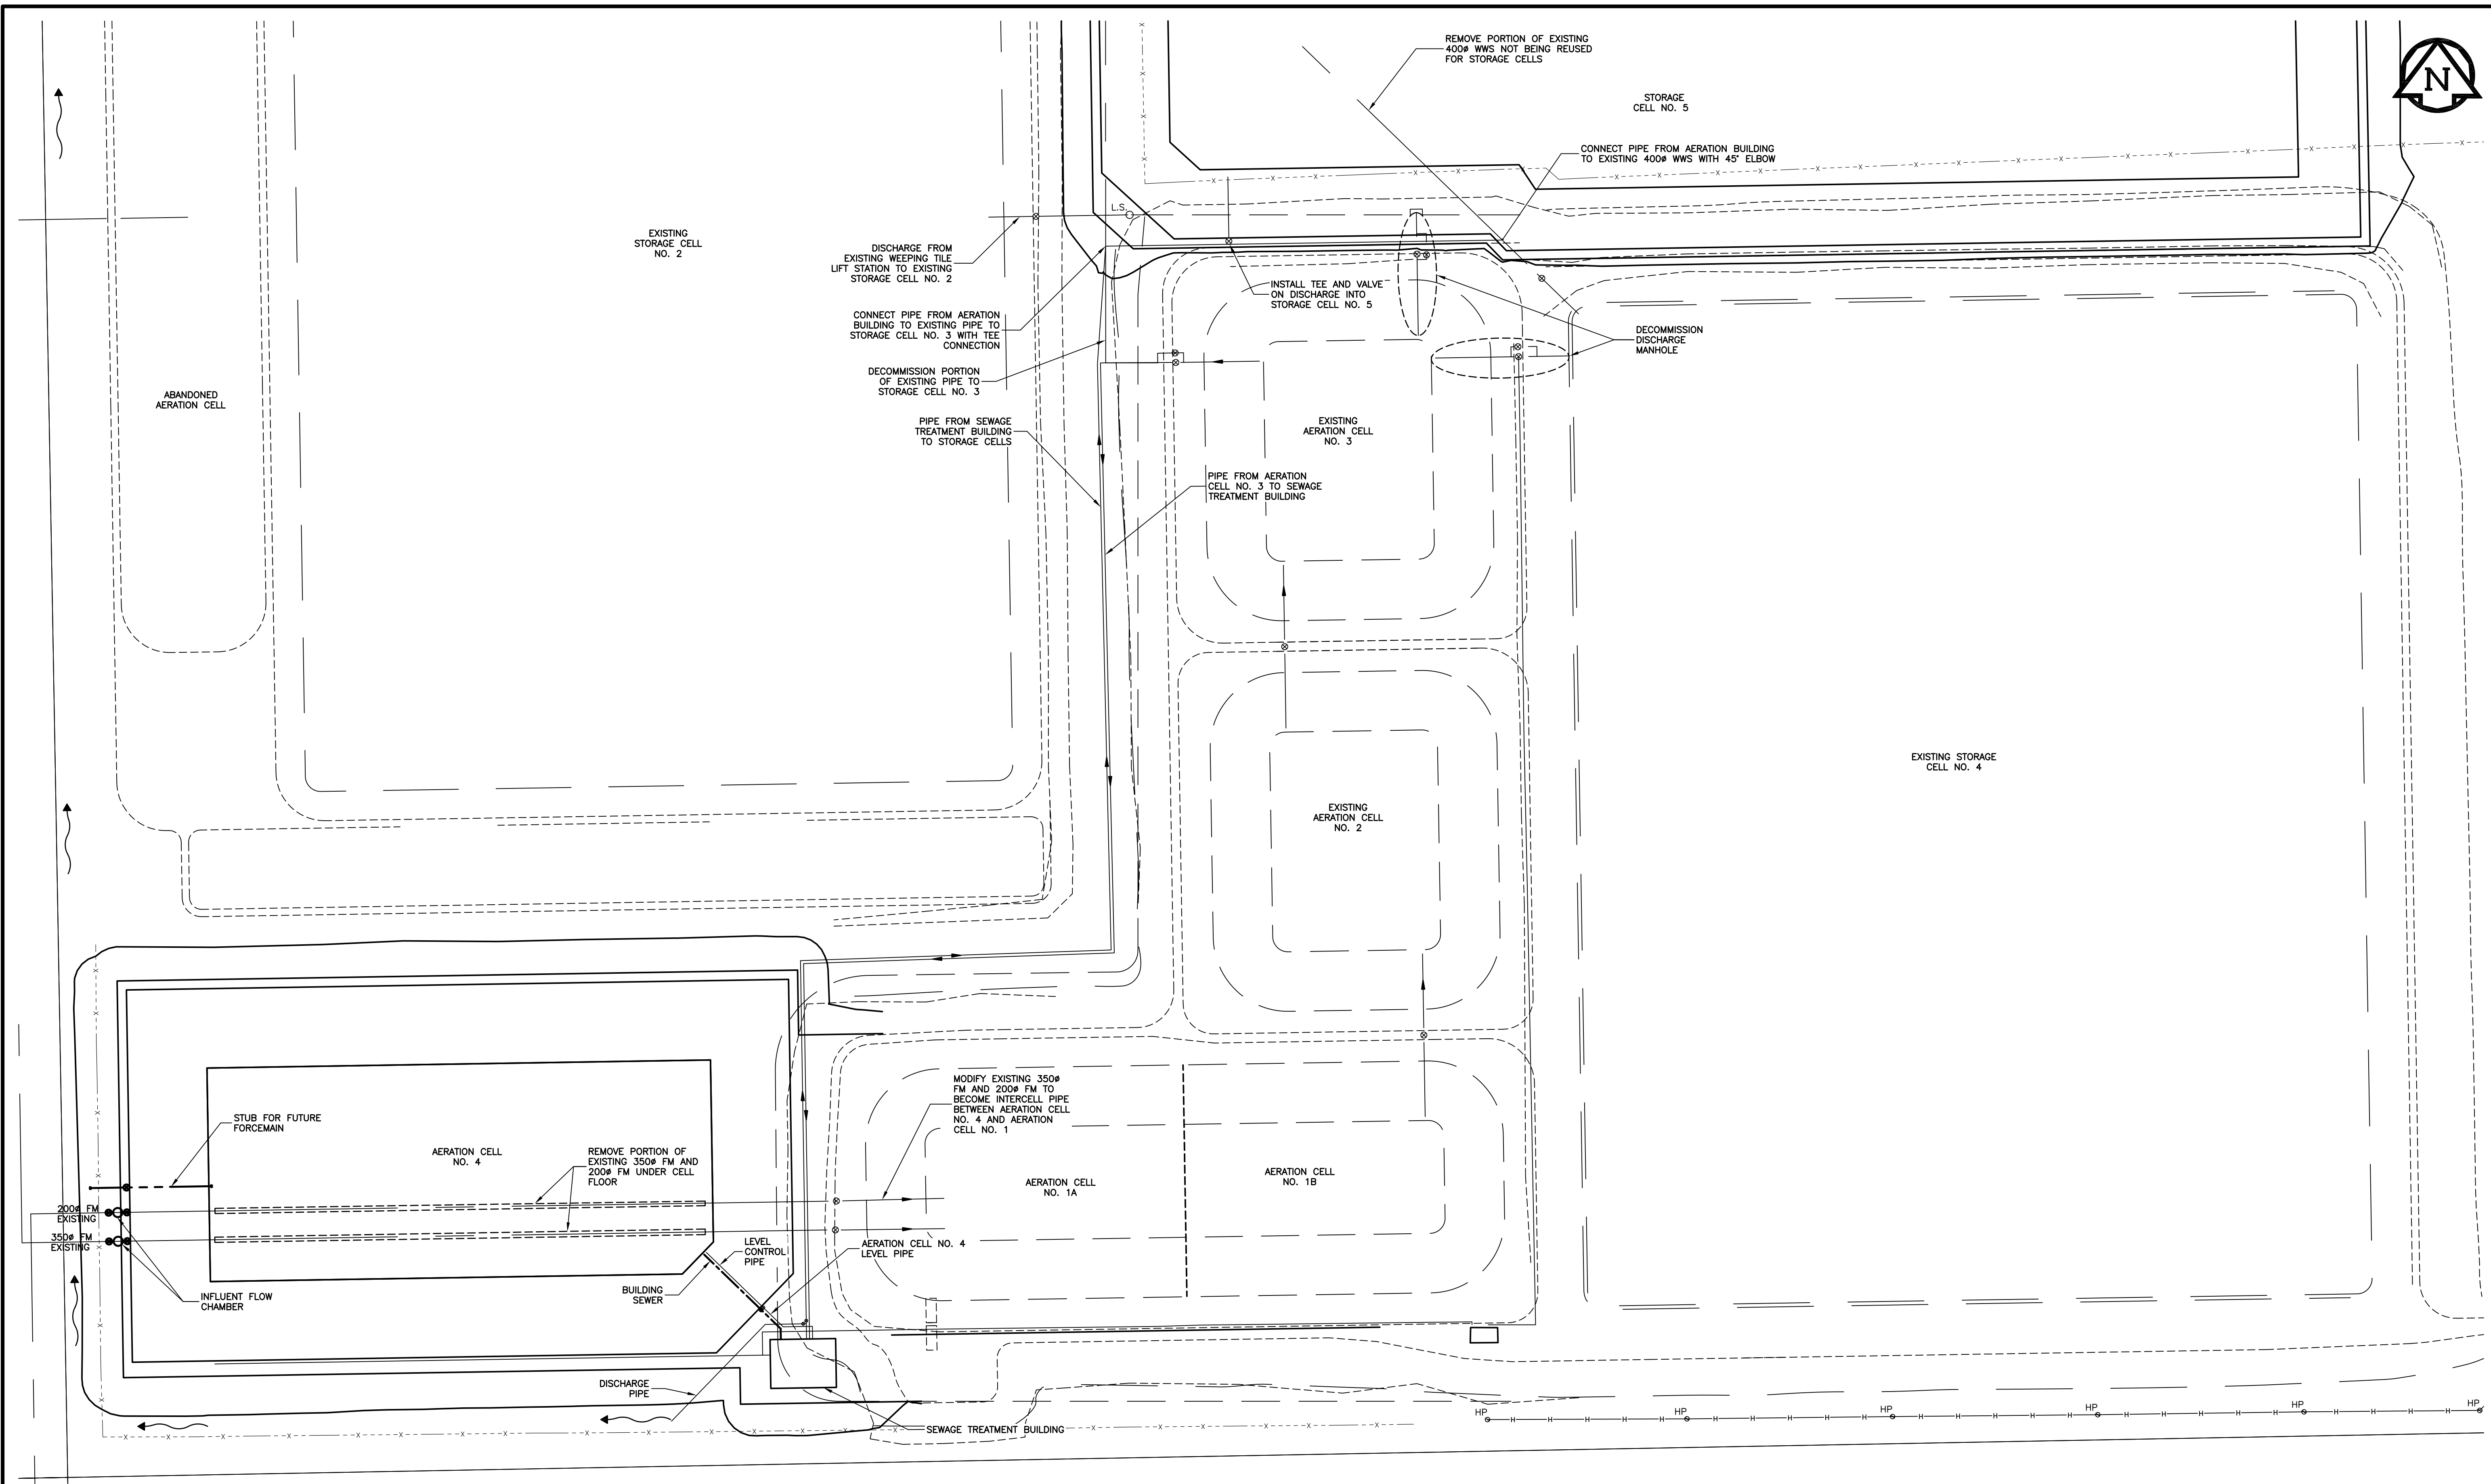 REMOVE PORTION OF EXISTING
400ø WWS NOT BEING REUSED
FOR STORAGE CELLS
N
STORAGE
CELL NO. 5
CONNECT PIPE FROM AERATION BUILDING
TO EXISTING 400ø WWS WITH 45° ELBOW
L.S.
EXISTING
STORAGE CELL
NO. 2
DISCHARGE FROM
EXISTING WEEPING TILE
LIFT STATION TO EXISTING
STORAGE CELL NO. 2
INSTALL TEE AND VALVE
ON DISCHARGE INTO
STORAGE CELL NO. 5
CONNECT PIPE FROM AERATION
BUILDING TO EXISTING PIPE TO
STORAGE CELL NO. 3 WITH TEE
CONNECTION
DECOMMISSION
DISCHARGE
MANHOLE
DECOMMISSION PORTION
OF EXISTING PIPE TO
STORAGE CELL NO. 3
ABANDONED
AERATION CELL
PIPE FROM SEWAGE
TREATMENT BUILDING
TO STORAGE CELLS
EXISTING
AERATION CELL
NO. 3
PIPE FROM AERATION
CELL NO. 3 TO SEWAGE
TREATMENT BUILDING
EXISTING STORAGE
CELL NO. 4
EXISTING
AERATION CELL
NO. 2
MODIFY EXISTING 350ø
FM AND 200ø FM TO
BECOME INTERCELL PIPE
BETWEEN AERATION CELL
NO. 4 AND AERATION
CELL NO. 1
STUB FOR FUTURE
FORCEMAIN
AERATION CELL
NO. 4
REMOVE PORTION OF
EXISTING 350ø FM AND
200ø FM UNDER CELL
FLOOR
AERATION CELL
NO. 1A
AERATION CELL
NO. 1B
200ø FM
EXISTING
350ø FM
EXISTING
LEVEL
CONTROL
PIPE
AERATION CELL NO. 4
LEVEL PIPE
BUILDING
SEWER
INFLUENT FLOW
CHAMBER
DISCHARGE
PIPE
SEWAGE TREATMENT BUILDING
HP
HP
HP
HP
HP
HP